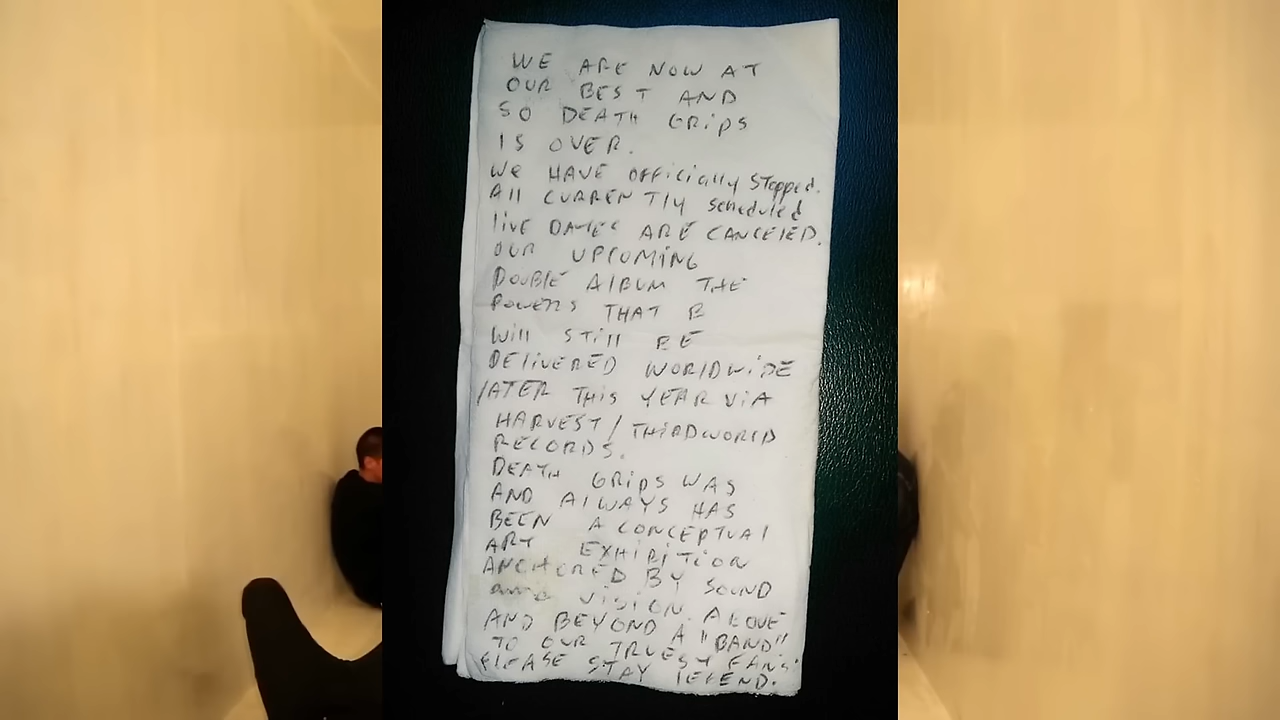 WE ARE NOW AT
OUR BEST AND
SO DEATH GRiPS
IS OVER.
We HAVE OFFiciAlly STOpped.
All CURREN Tly Scheduled
liVE DATES ARE CANCElED.
OUR UPCOMiNG
DOUBlE AlBUM THE
POWERS THAT B
Will STill BE
DEliVERED WORlDWiDE
lATER THiS YEAR ViA
HARVEST/THiRDWORlD
RECORDS.
DEATH GRiPS WAS
AND AlWAYS HAS
BEEN A CONCEPTUAl
ART EXHiBiTiON
ANCHORED BY SOUND
AND ViSiON. ABOVE
AND BEYOND A "BAND"
TO OUR TRUEST FANS
PlEASE STAY lEGEND.